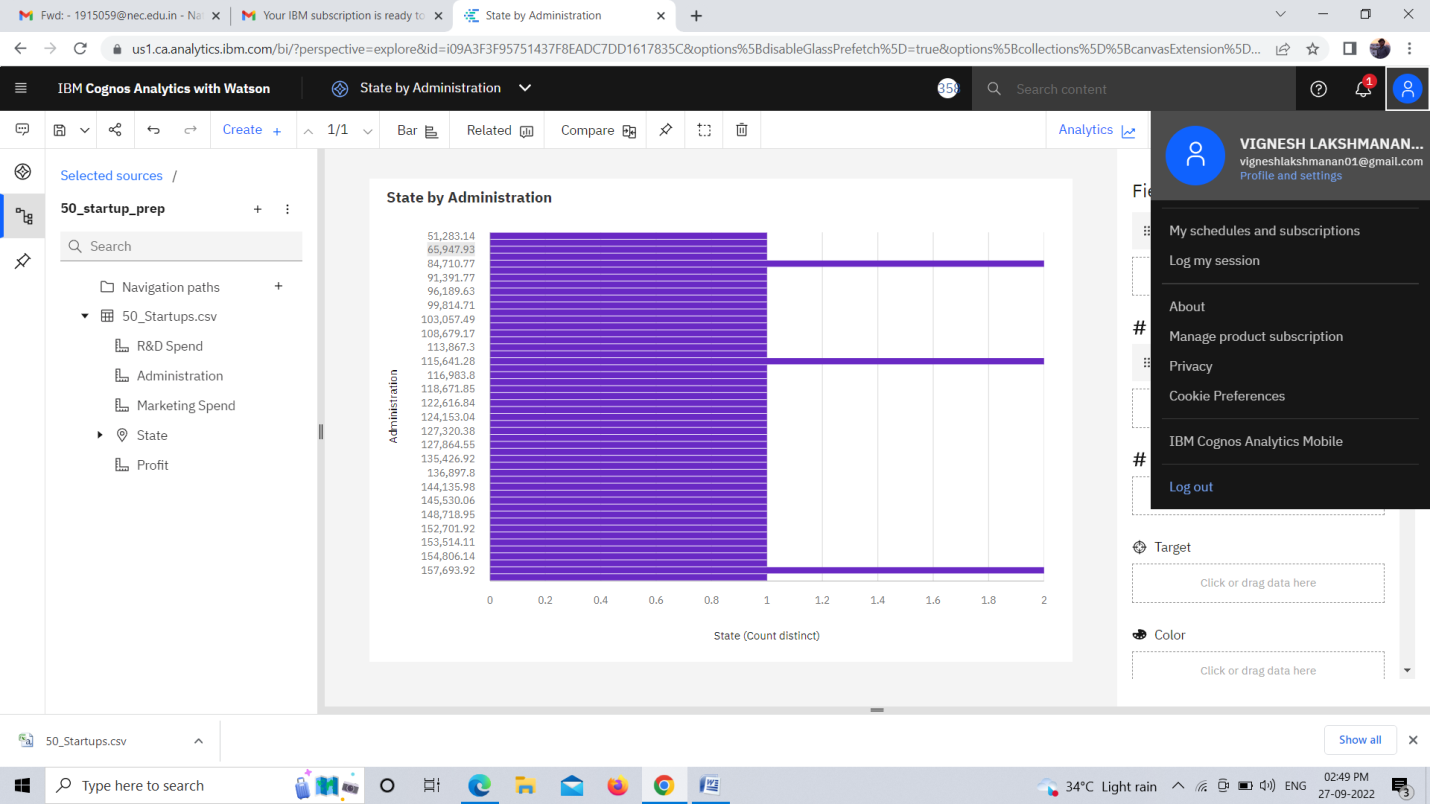 Fwd: - 1915059@nec.edu.in - Na
Your IBM subscription is ready to
State by Administration
us1.ca.analytics.ibm.com/bi/?perspective=explore&id=i09A3F3F95751437F8EADC7DD1617835C&options%5BdisableGlassPrefetch%5D=true&options%5Bcollections%5D%5BcanvasExtension%5D...
IBM Cognos Analytics with Watson
State by Administration
358
Search content
1
Create +
1/1
Bar
Related
Compare
Analytics
VIGNESH LAKSHMANAN...
vigneshlakshmanan01@gmail.com
Profile and settings
Selected sources /
50_startup_prep
Search
Navigation paths
50_Startups.csv
R&D Spend
Administration
Marketing Spend
State
Profit
State by Administration
Administration
51,283.14
65,947.93
84,710.77
91,391.77
96,189.63
99,814.71
103,057.49
108,679.17
113,867.3
115,641.28
116,983.8
118,671.85
122,616.84
124,153.04
127,320.38
127,864.55
135,426.92
136,897.8
144,135.98
145,530.06
148,718.95
152,701.92
153,514.11
154,806.14
157,693.92
0 0.2 0.4 0.6 0.8 1 1.2 1.4 1.6 1.8 2
State (Count distinct)
Fie
#
#
My schedules and subscriptions
Log my session
About
Manage product subscription
Privacy
Cookie Preferences
IBM Cognos Analytics Mobile
Log out
Target
Click or drag data here
Color
Click or drag data here
50_Startups.csv
Show all
Type here to search
34°C Light rain
ENG
02:49 PM
27-09-2022
3